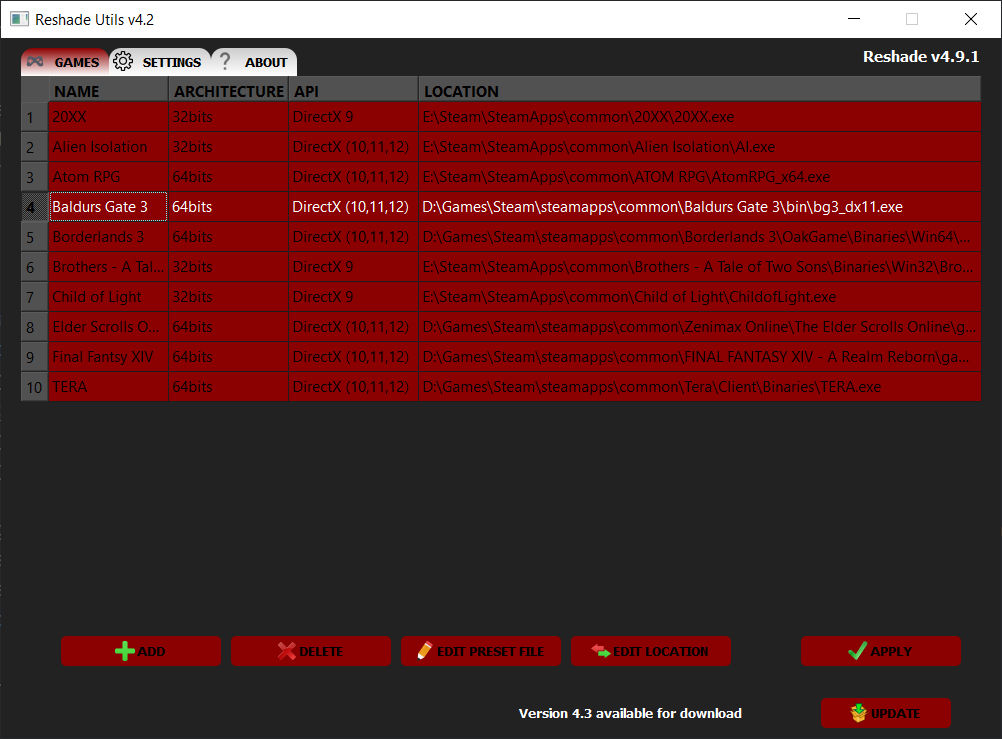 Reshade Utils v4.2
GAMES SETTINGS ? ABOUT Reshade v4.9.1
NAME ARCHITECTURE API LOCATION
1 20XX 32bits DirectX 9 E:\Steam\SteamApps\common\20XX\20XX.exe
2 Alien Isolation 32bits DirectX (10,11,12) E:\Steam\SteamApps\common\Alien Isolation\AI.exe
3 Atom RPG 64bits DirectX (10,11,12) E:\Steam\SteamApps\common\ATOM RPG\AtomRPG_x64.exe
4 Baldurs Gate 3 64bits DirectX (10,11,12) D:\Games\Steam\steamapps\common\Baldurs Gate 3\bin\bg3_dx11.exe
5 Borderlands 3 64bits DirectX (10,11,12) D:\Games\Steam\steamapps\common\Borderlands 3\OakGame\Binaries\Win64\...
6 Brothers - A Tal... 32bits DirectX 9 E:\Steam\SteamApps\common\Brothers - A Tale of Two Sons\Binaries\Win32\Bro...
7 Child of Light 32bits DirectX 9 E:\Steam\SteamApps\common\Child of Light\ChildofLight.exe
8 Elder Scrolls O... 64bits DirectX (10,11,12) D:\Games\Steam\steamapps\common\Zenimax Online\The Elder Scrolls Online\g...
9 Final Fantsy XIV 64bits DirectX (10,11,12) D:\Games\Steam\steamapps\common\FINAL FANTASY XIV - A Realm Reborn\ga...
10 TERA 64bits DirectX (10,11,12) D:\Games\Steam\steamapps\common\Tera\Client\Binaries\TERA.exe
ADD DELETE EDIT PRESET FILE EDIT LOCATION APPLY
Version 4.3 available for download UPDATE